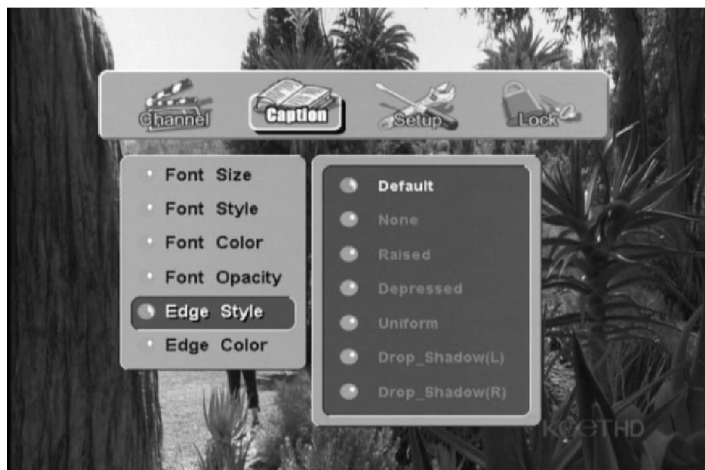 Channel
Caption
Setup
Lock
Font Size
Font Style
Font Color
Font Opacity
Edge Style
Edge Color
Default
None
Raised
Depressed
Uniform
Drop_Shadow(L)
Drop_Shadow(R)
KCETHD